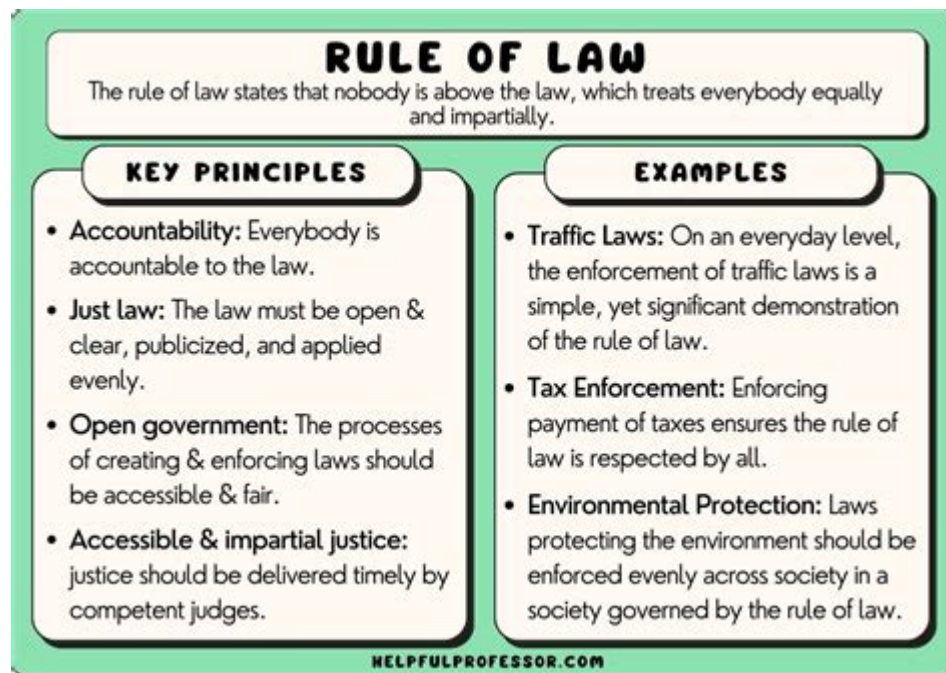 RULE OF LAW
The rule of law states that nobody is above the law, which treats everybody equally
and impartially.
KEY PRINCIPLES
• Accountability: Everybody is
accountable to the law.
• Just law: The law must be open &
clear, publicized, and applied
evenly.
• Open government: The processes
of creating & enforcing laws should
be accessible & fair.
• Accessible & impartial justice:
justice should be delivered timely by
competent judges.
EXAMPLES
• Traffic Laws: On an everyday level,
the enforcement of traffic laws is a
simple, yet significant demonstration
of the rule of law.
• Tax Enforcement: Enforcing
payment of taxes ensures the rule of
law is respected by all.
• Environmental Protection: Laws
protecting the environment should be
enforced evenly across society in a
society governed by the rule of law.
HELPFULPROFESSOR.COM